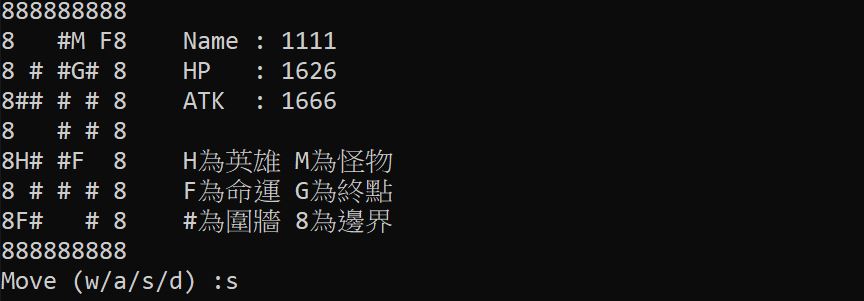 888888888
8   #M F8    Name : 1111
8 # #G# 8    HP   : 1626
8## # # 8    ATK  : 1666
8   # # 8
8H# #F  8    H為英雄 M為怪物
8 # # # 8    F為命運 G為終點
8F#   # 8    #為圍牆 8為邊界
888888888
Move (w/a/s/d) :s